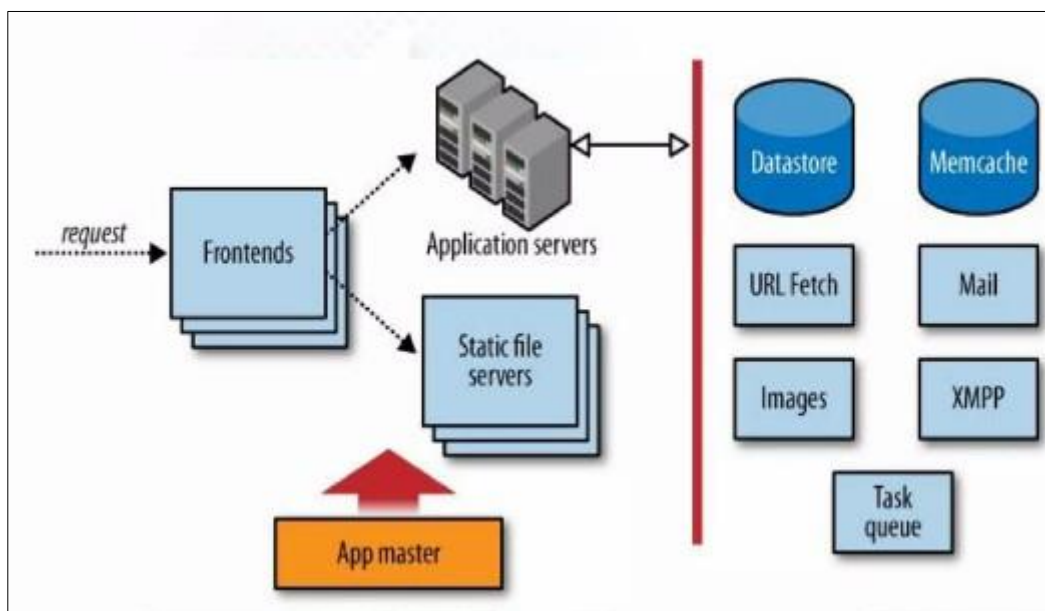 request
Frontends
Application servers
Static file
servers
App master
Datastore
Memcache
URL Fetch
Mail
Images
XMPP
Task
queue